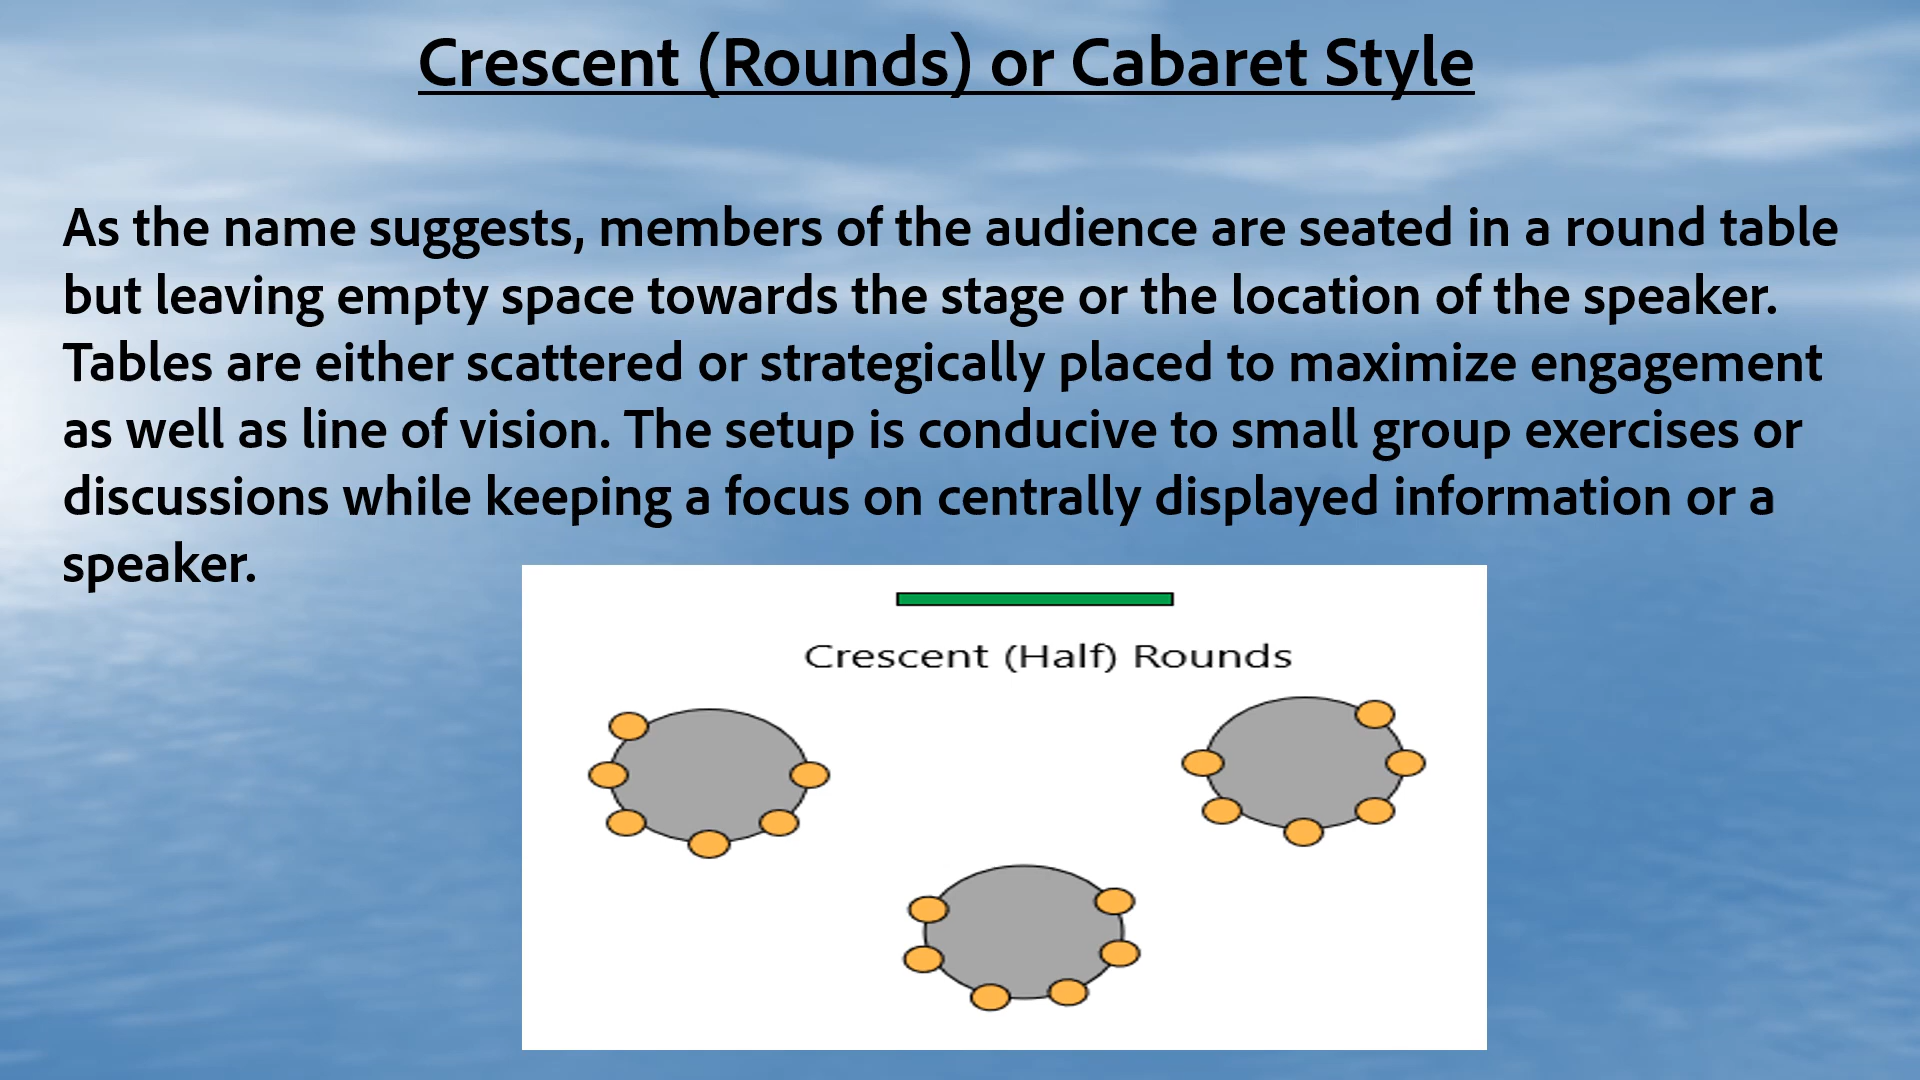 Crescent (Rounds) or Cabaret Style
As the name suggests, members of the audience are seated in a round table
but leaving empty space towards the stage or the location of the speaker.
Tables are either scattered or strategically placed to maximize engagement
as well as line of vision. The setup is conducive to small group exercises or
discussions while keeping a focus on centrally displayed information or a
speaker.
Crescent (Half) Rounds